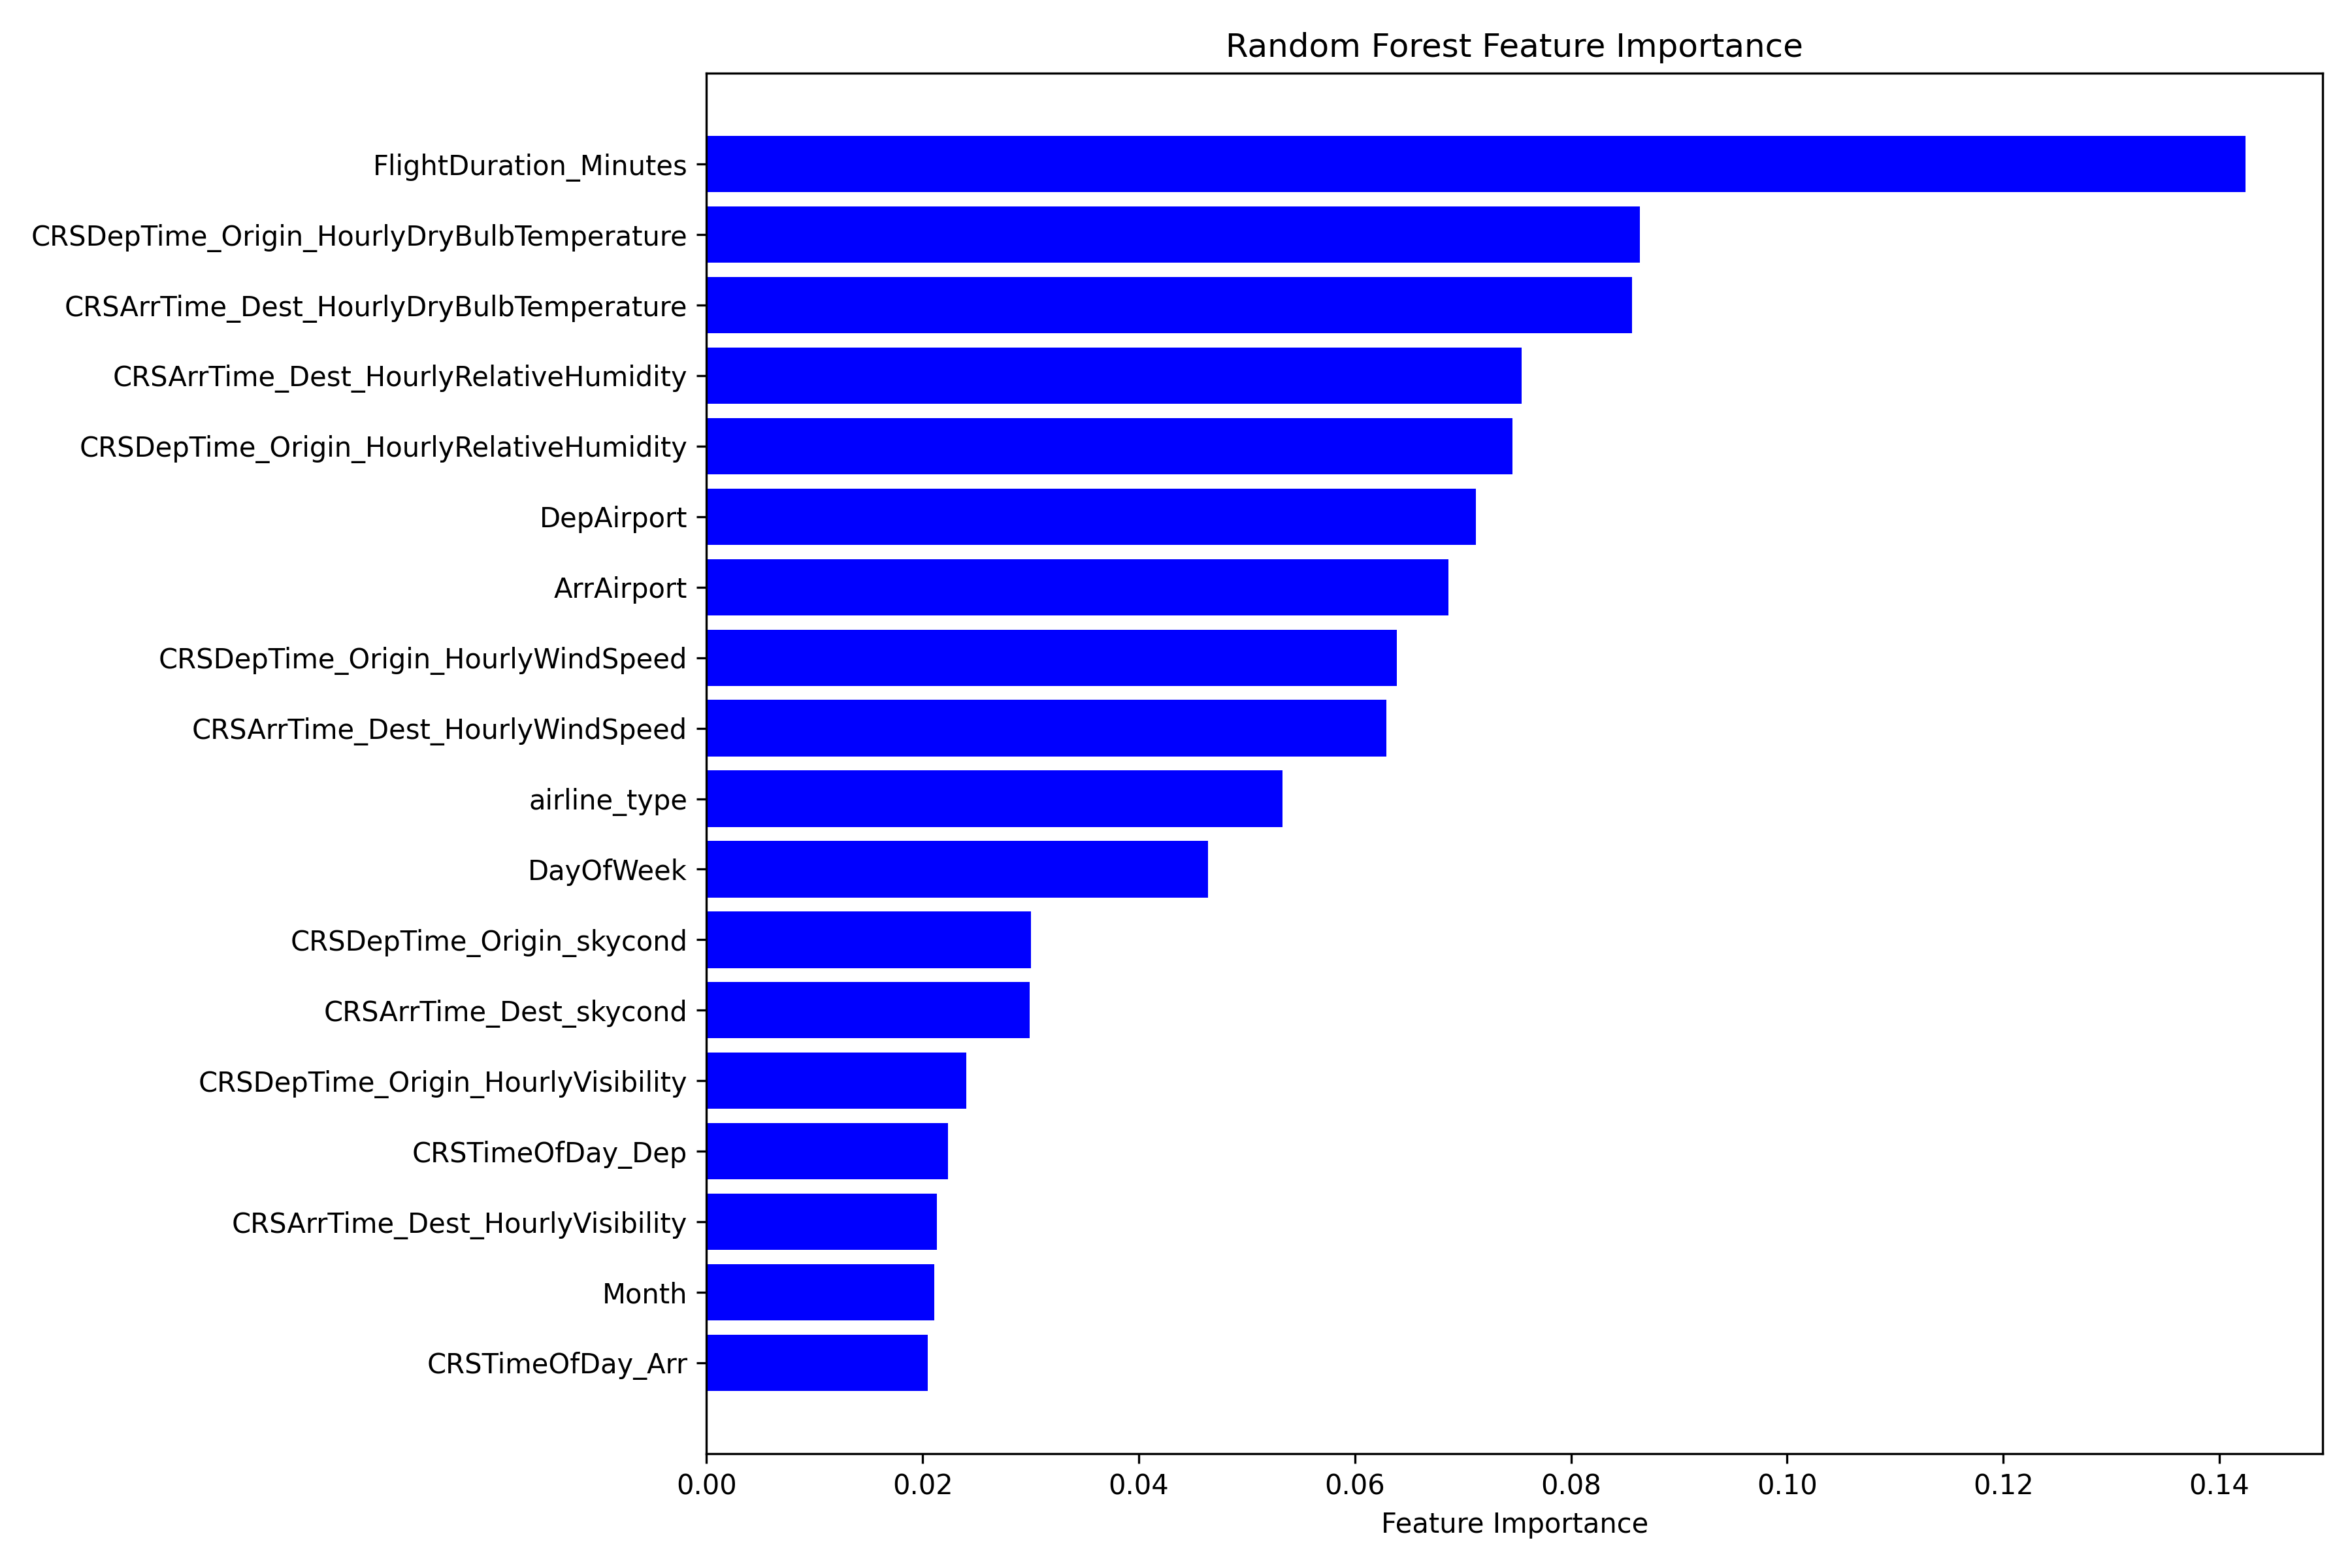 Random Forest Feature Importance
FlightDuration_Minutes
CRSDepTime_Origin_HourlyDryBulbTemperature
CRSArrTime_Dest_HourlyDryBulbTemperature
CRSArrTime_Dest_HourlyRelativeHumidity
CRSDepTime_Origin_HourlyRelativeHumidity
DepAirport
ArrAirport
CRSDepTime_Origin_HourlyWindSpeed
CRSArrTime_Dest_HourlyWindSpeed
airline_type
DayOfWeek
CRSDepTime_Origin_skycond
CRSArrTime_Dest_skycond
CRSDepTime_Origin_HourlyVisibility
CRSTimeOfDay_Dep
CRSArrTime_Dest_HourlyVisibility
Month
CRSTimeOfDay_Arr
0.00 0.02 0.04 0.06 0.08 0.10 0.12 0.14
Feature Importance